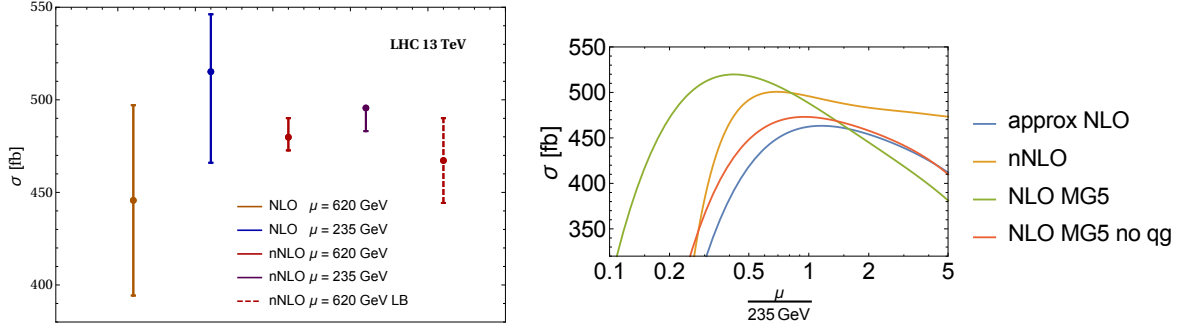 550
500
450
400
σ [fb]
LHC 13 TeV
NLO μ = 620 GeV
NLO μ = 235 GeV
nNLO μ = 620 GeV
nNLO μ = 235 GeV
nNLO μ = 620 GeV LB
550
500
450
400
350
σ [fb]
0.1 0.2 0.5 1 2 5
μ
235 GeV
approx NLO
nNLO
NLO MG5
NLO MG5 no qg